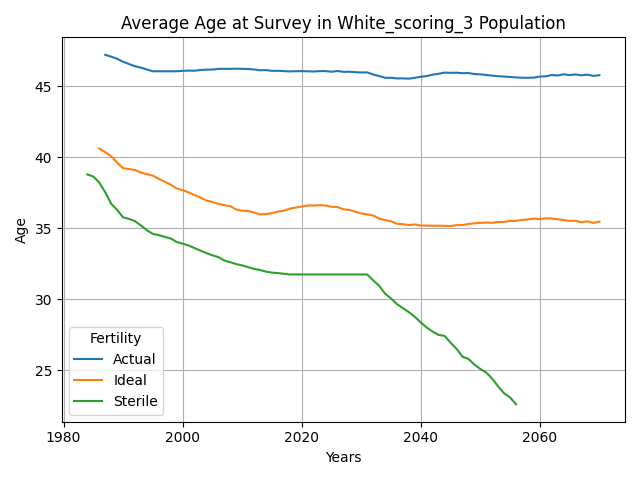 Average Age at Survey in White_scoring_3 Population
Age
45
40
35
30
25
Fertility
Actual
Ideal
Sterile
1980
2000
2020
2040
2060
Years